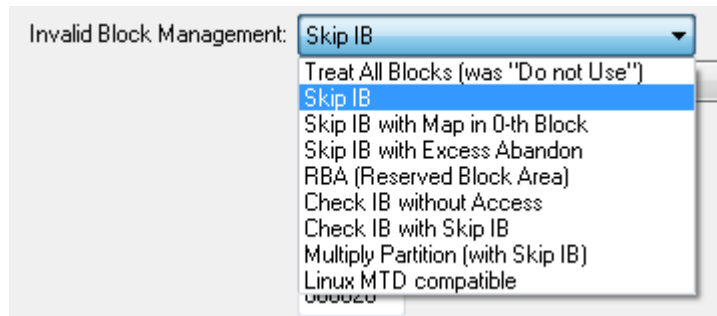 Invalid Block Management: Skip IB
Treat All Blocks (was "Do not Use")
Skip IB
Skip IB with Map in 0-th Block
Skip IB with Excess Abandon
RBA (Reserved Block Area)
Check IB without Access
Check IB with Skip IB
Multiply Partition (with Skip IB)
Linux MTD compatible